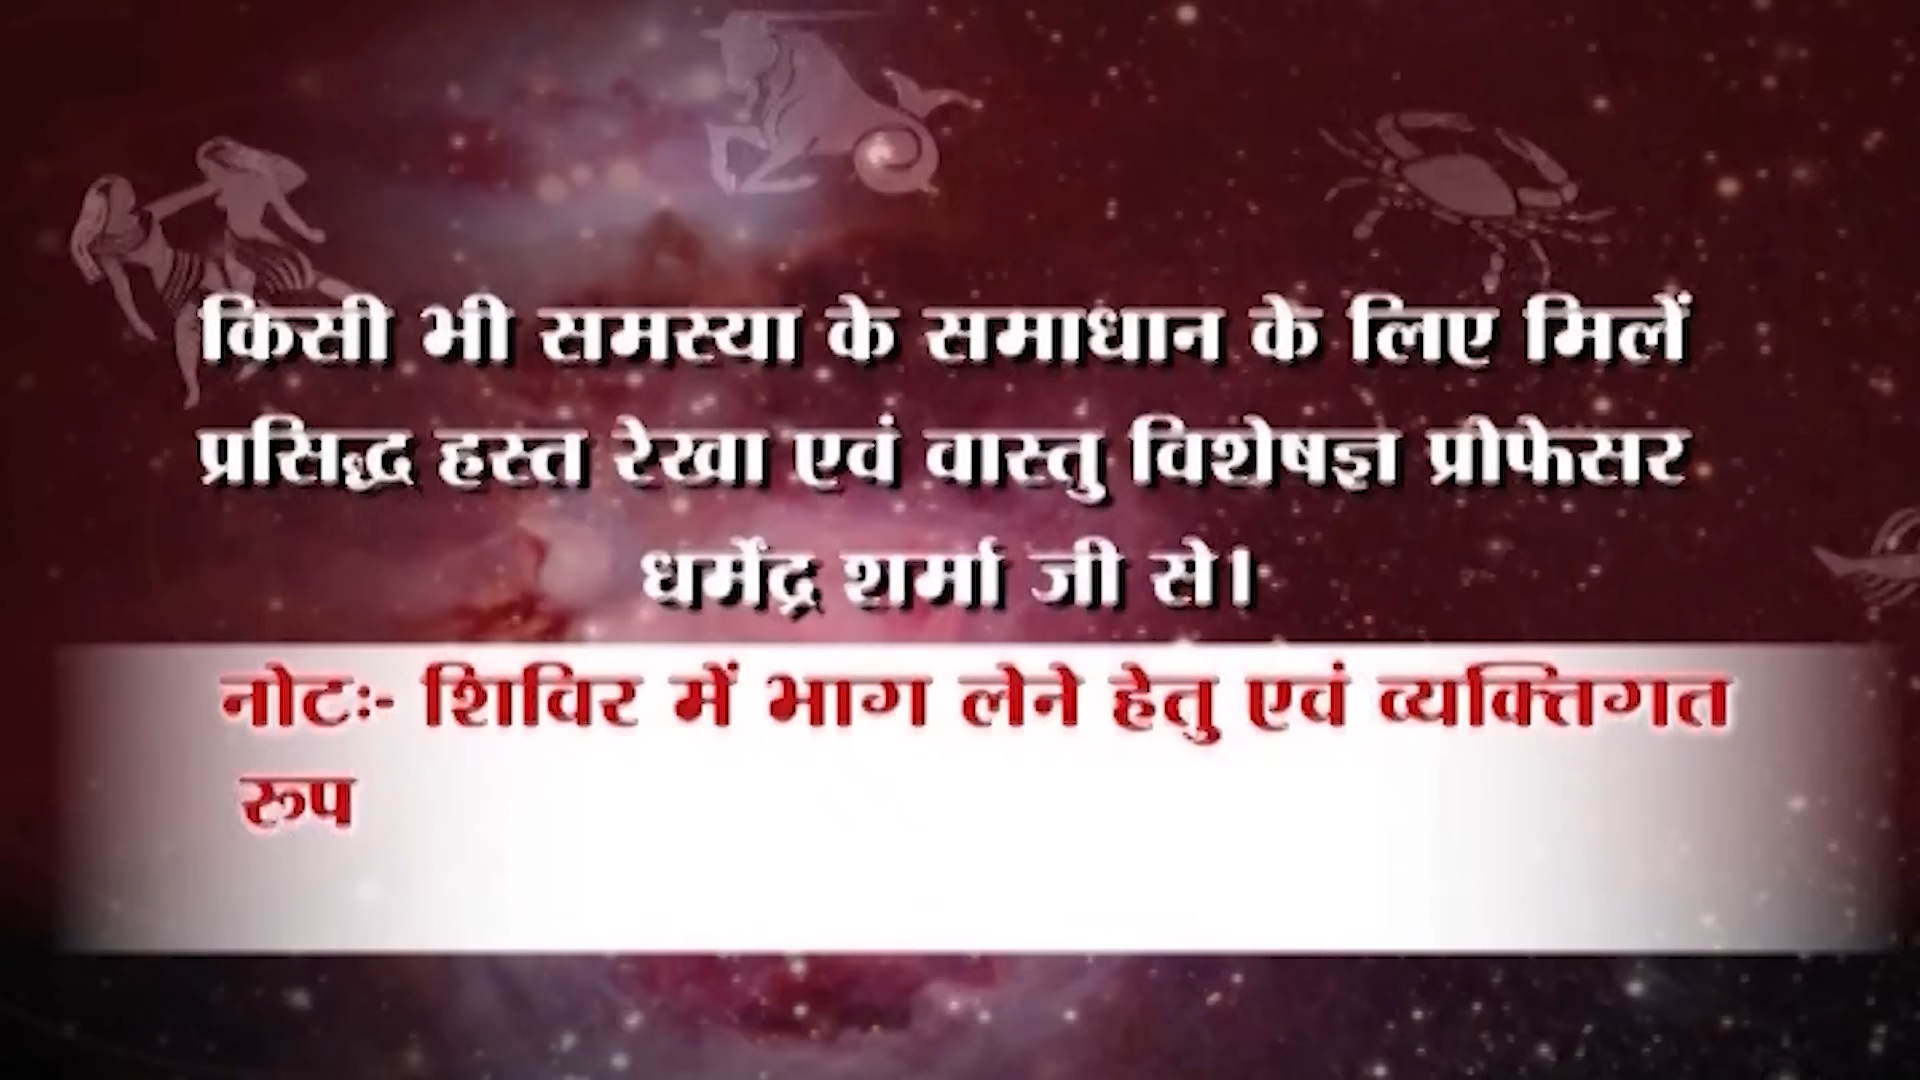 किसी भी समस्या के समाधान के लिए मिलें
प्रसिद्ध हस्त रेखा एवं वास्तु विशेषज्ञ प्रोफेसर
धर्मेंद्र शर्मा जी से।
नोटः- शिविर में भाग लेने हेतु एवं व्यक्तिगत
रूप